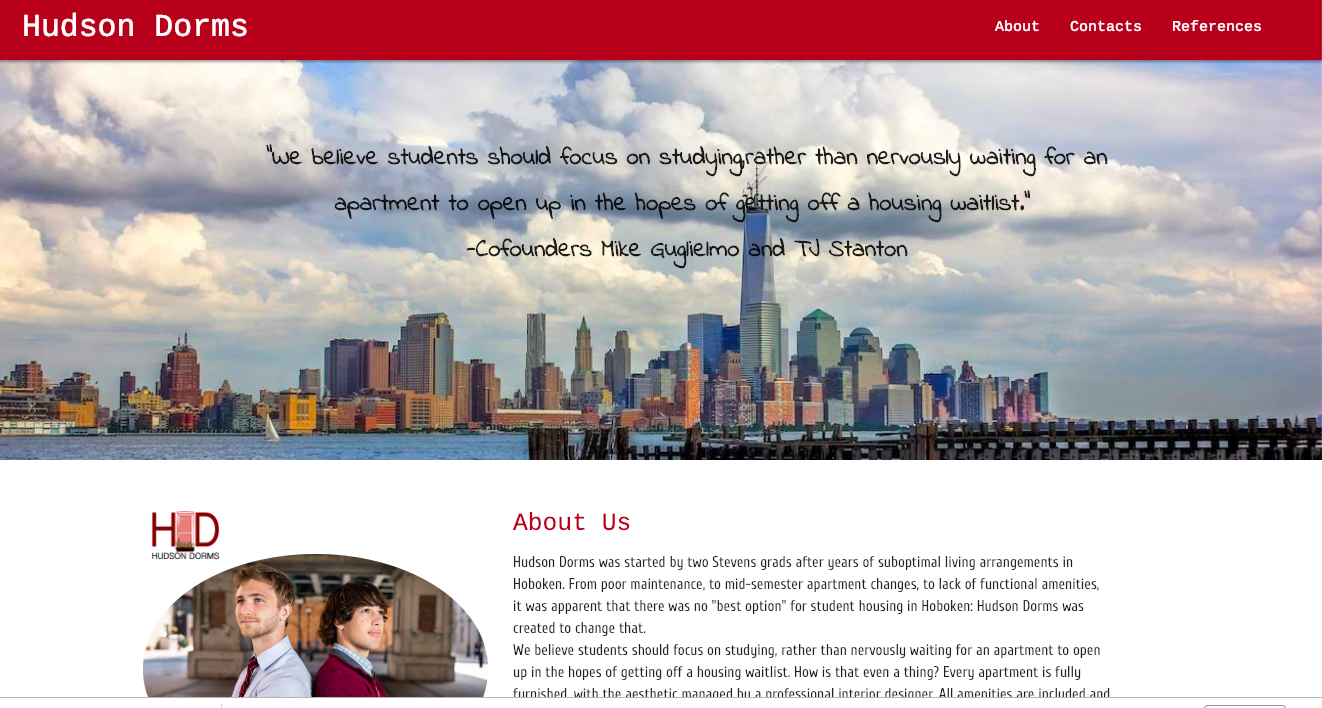 Hudson Dorms
About Contacts References
"We believe students should focus on studying,rather than nervously waiting for an
apartment to open up in the hopes of getting off a housing waitlist."
-Cofounders Mike Guglielmo and TJ Stanton
HD
HUDSON DORMS
About Us
Hudson Dorms was started by two Stevens grads after years of suboptimal living arrangements in
Hoboken. From poor maintenance, to mid-semester apartment changes, to lack of functional amenities,
it was apparent that there was no "best option" for student housing in Hoboken: Hudson Dorms was
created to change that.
We believe students should focus on studying, rather than nervously waiting for an apartment to open
up in the hopes of getting off a housing waitlist. How is that even a thing? Every apartment is fully
furnished, with the aesthetic managed by a professional interior designer. All amenities are included and